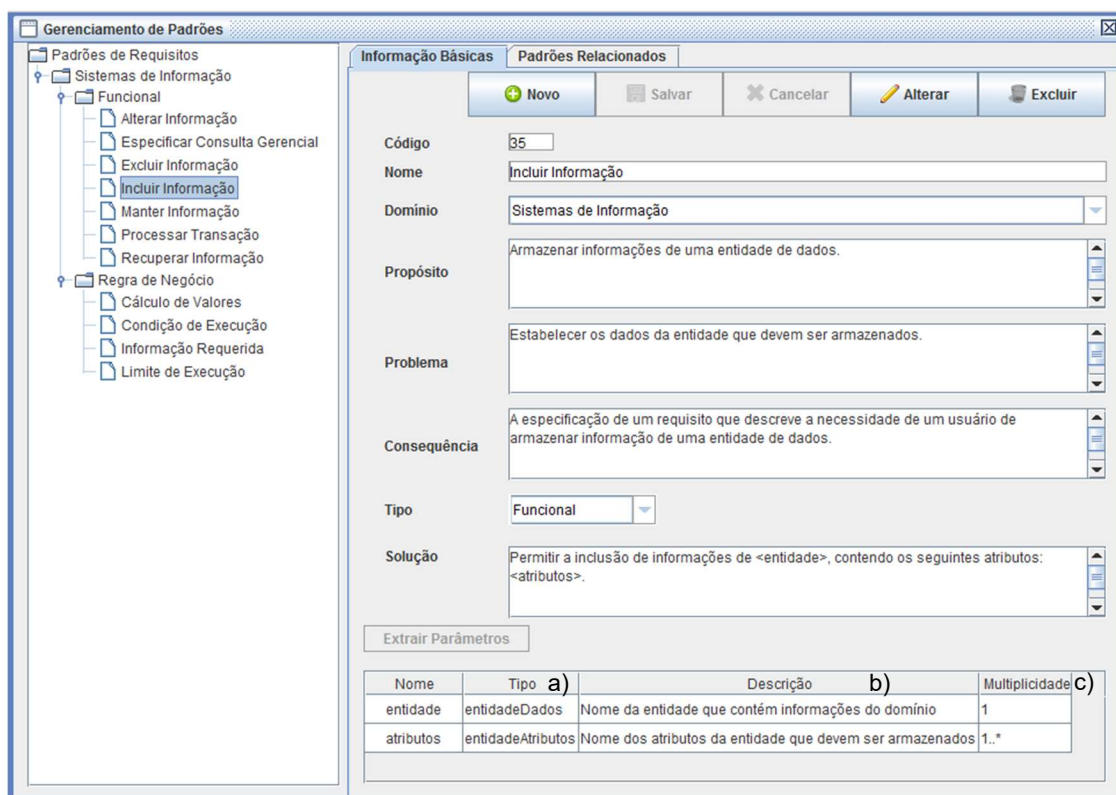 Gerenciamento de Padrões
Padrões de Requisitos
Sistemas de Informação
Funcional
Alterar Informação
Especificar Consulta Gerencial
Excluir Informação
Incluir Informação
Manter Informação
Processar Transação
Recuperar Informação
Regra de Negócio
Cálculo de Valores
Condição de Execução
Informação Requerida
Limite de Execução
Informação Básicas Padrões Relacionados
Novo Salvar Cancelar Alterar Excluir
Código 35
Nome Incluir Informação
Domínio Sistemas de Informação
Propósito Armazenar informações de uma entidade de dados.
Problema Estabelecer os dados da entidade que devem ser armazenados.
Consequência A especificação de um requisito que descreve a necessidade de um usuário de
armazenar informação de uma entidade de dados.
Tipo Funcional
Solução Permitir a inclusão de informações de <entidade>, contendo os seguintes atributos:
<atributos>.
Extrair Parâmetros
Nome Tipo a) Descrição b) Multiplicidade c)
entidade entidadeDados Nome da entidade que contém informações do domínio 1
atributos entidadeAtributos Nome dos atributos da entidade que devem ser armazenados 1..*